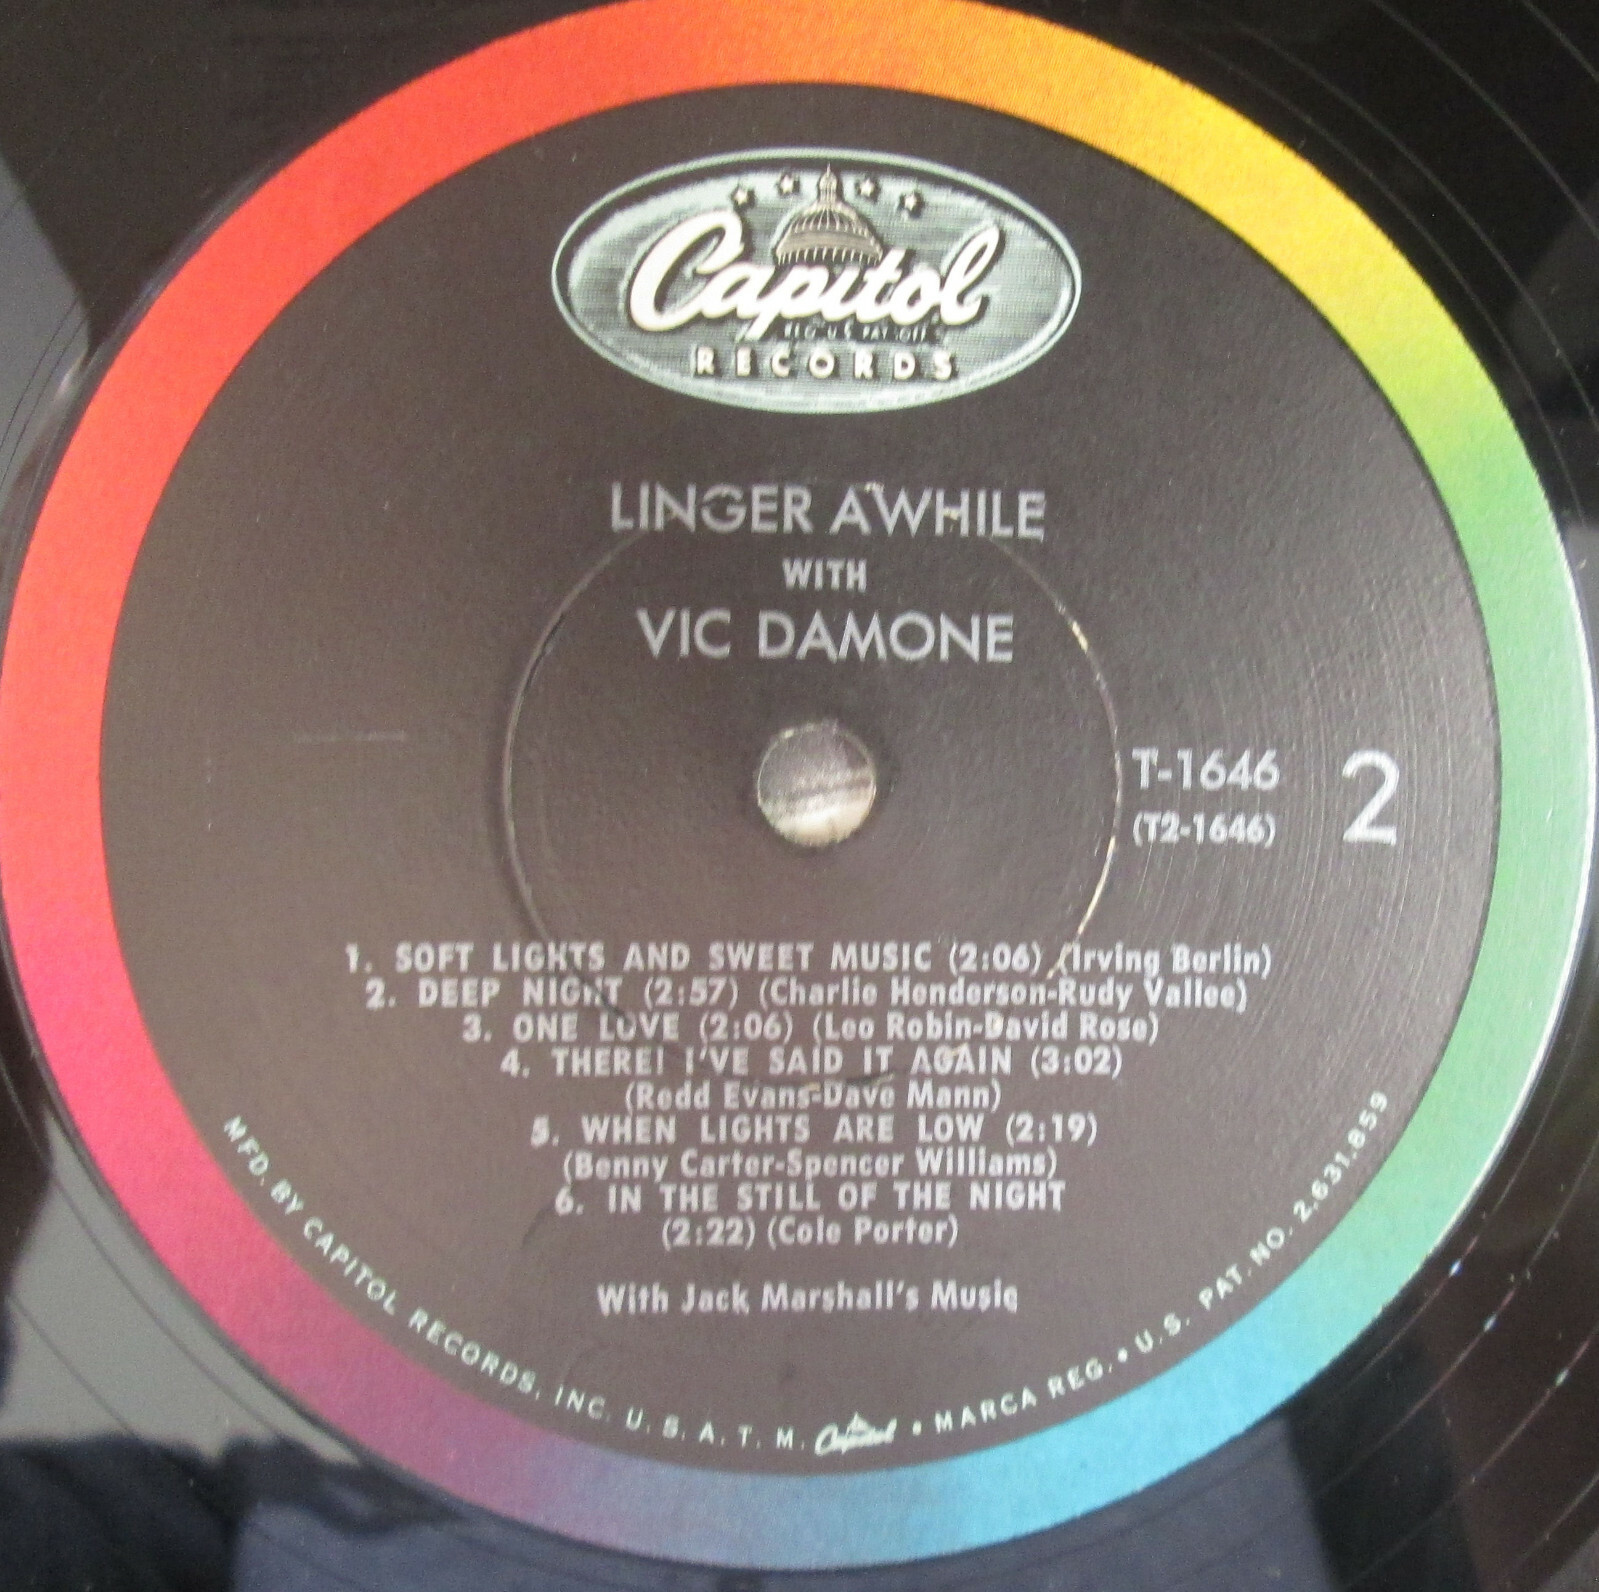 Capitol
REG. U.S. PAT. OFF.
RECORDS
LINGER AWHILE
WITH
VIC DAMONE
T-1646
(T2-1646)
2
1. SOFT LIGHTS AND SWEET MUSIC (2:06) (Irving Berlin)
2. DEEP NIGHT (2:57) (Charlie Henderson-Rudy Vallee)
3. ONE LOVE (2:06) (Leo Robin-David Rose)
4. THERE! I'VE SAID IT AGAIN (3:02)
(Redd Evans-Dave Mann)
5. WHEN LIGHTS ARE LOW (2:19)
(Benny Carter-Spencer Williams)
6. IN THE STILL OF THE NIGHT
(2:22) (Cole Porter)
With Jack Marshall's Music
MFD. BY CAPITOL RECORDS, INC. U. S. A. T. M. Capitol • MARCA REG. • U.S. PAT. NO. 2,631,859